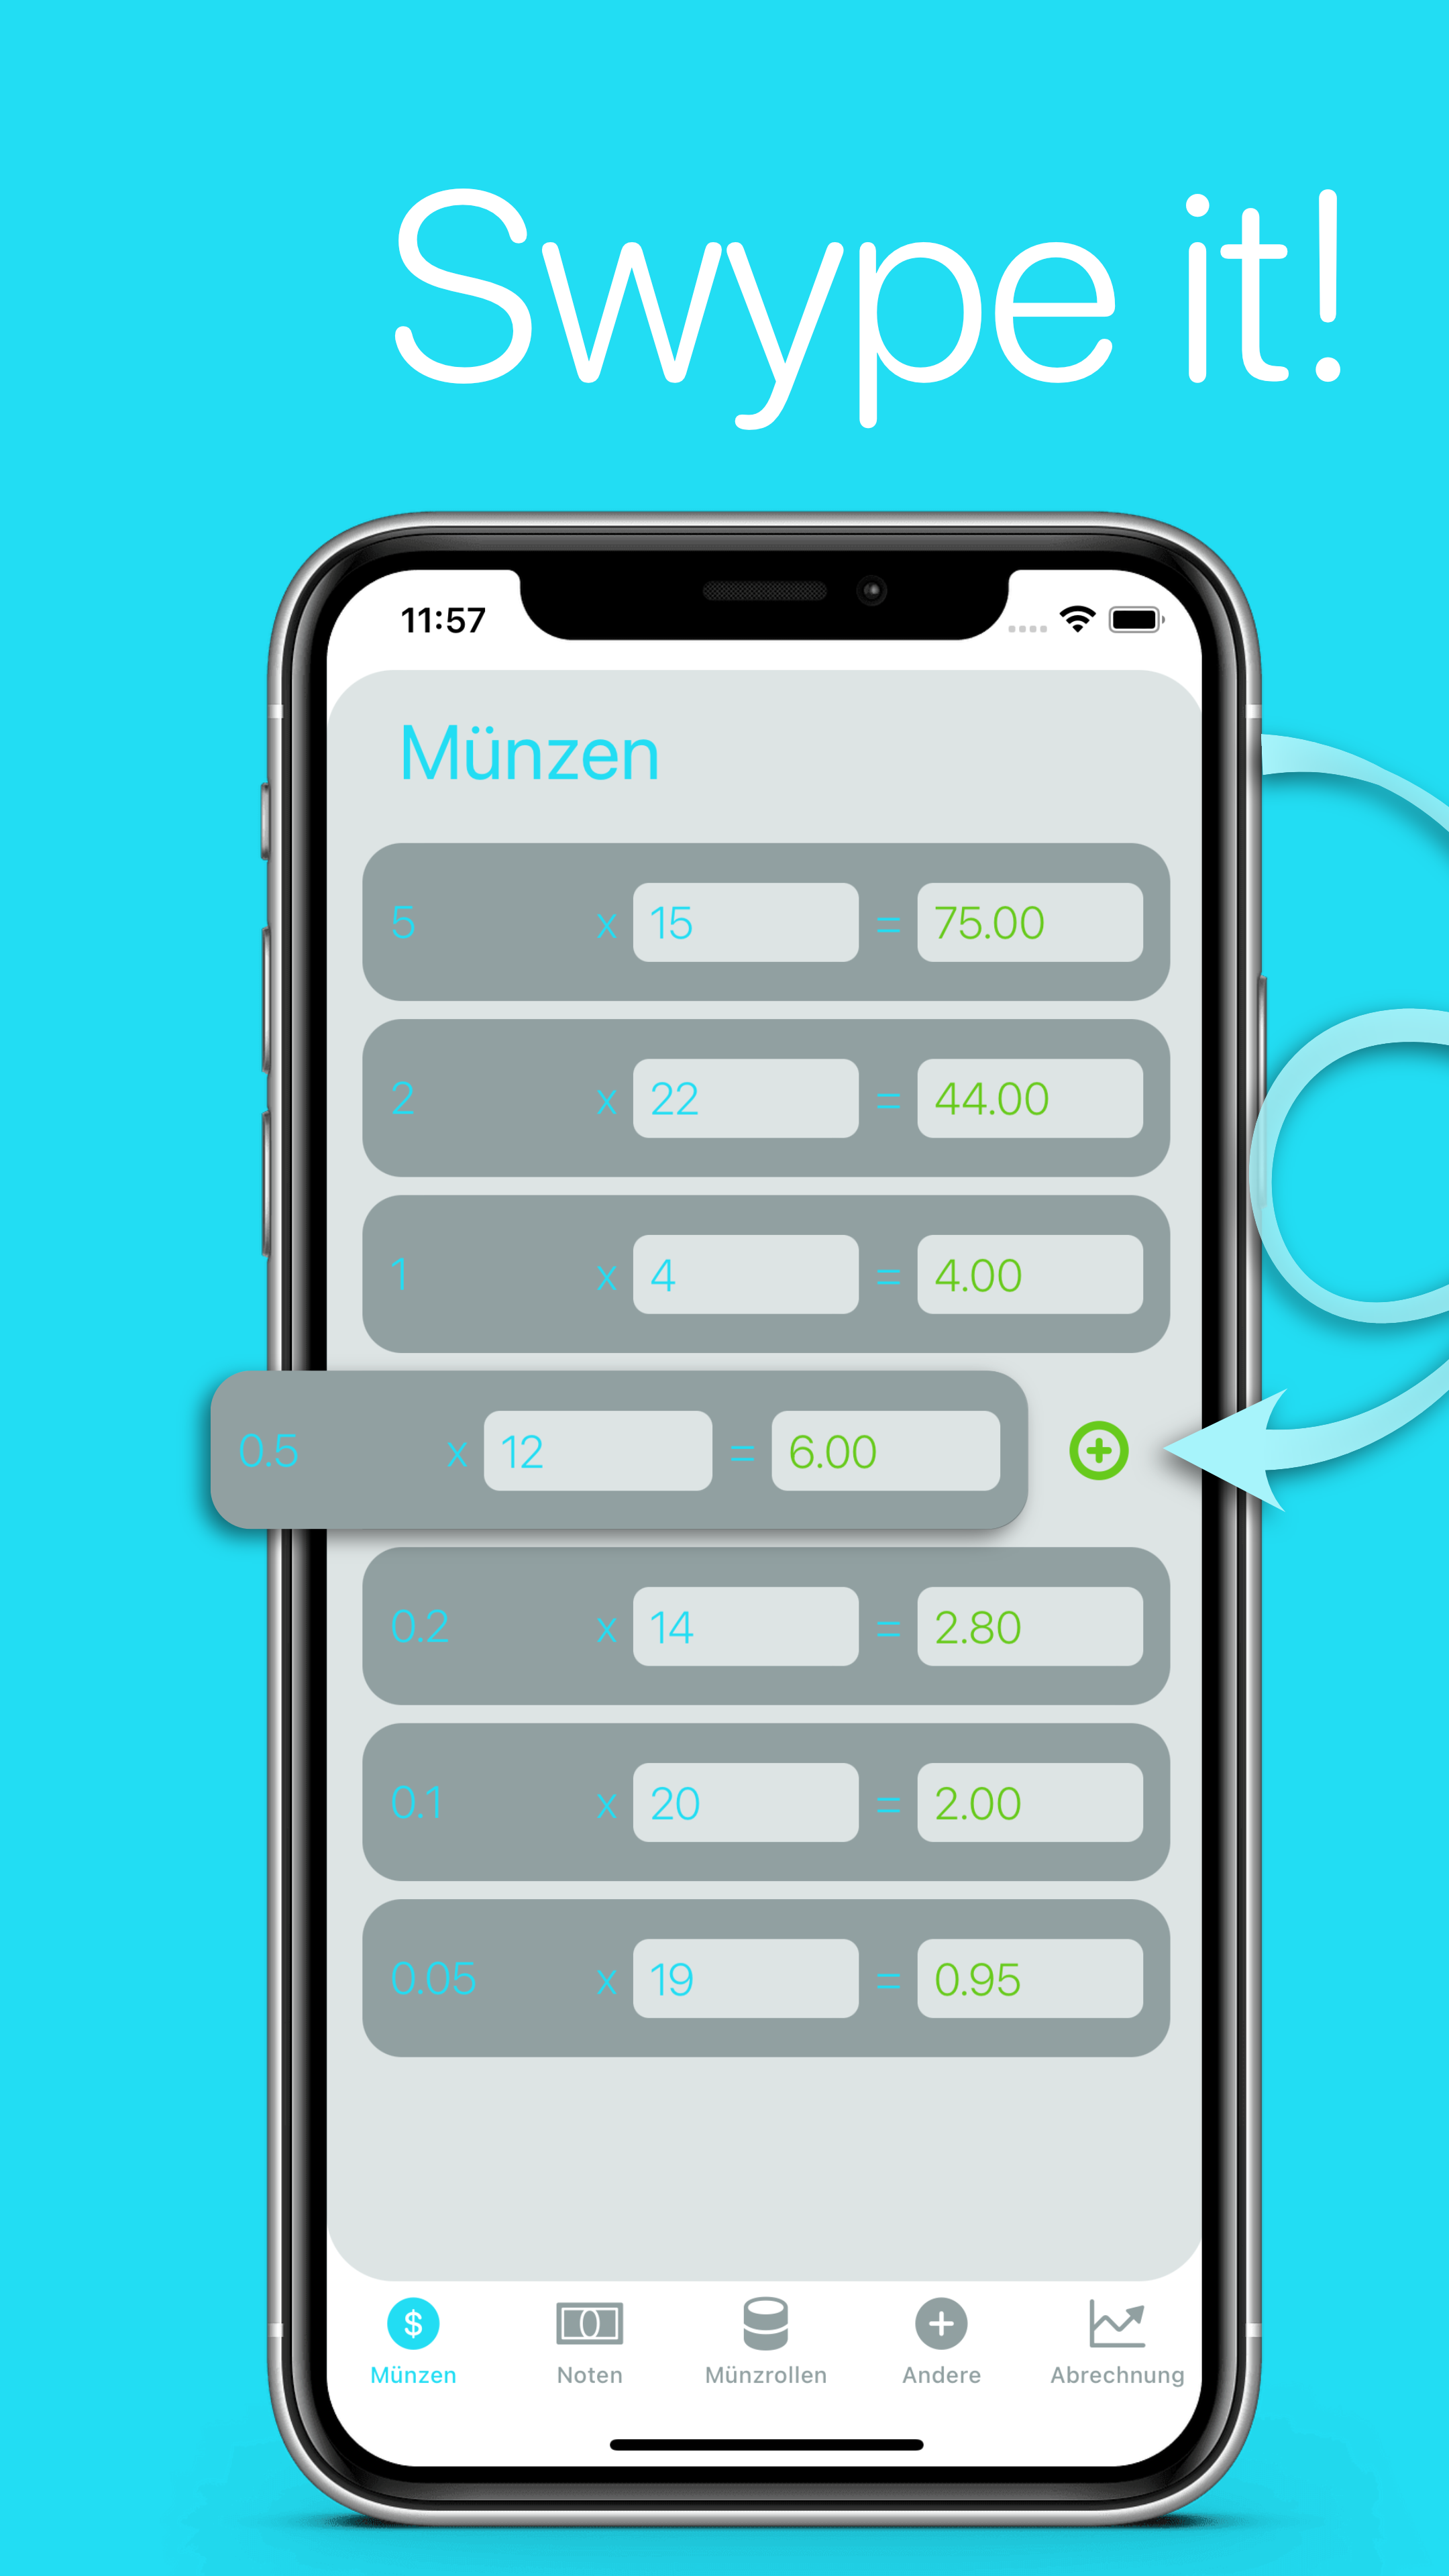 Swype it!
11:57
Münzen
5 x 15 = 75.00
2 x 22 = 44.00
1 x 4 = 4.00
0.5 x 12 = 6.00
0.2 x 14 = 2.80
0.1 x 20 = 2.00
0.05 x 19 = 0.95
Münzen Noten Münzrollen Andere Abrechnung